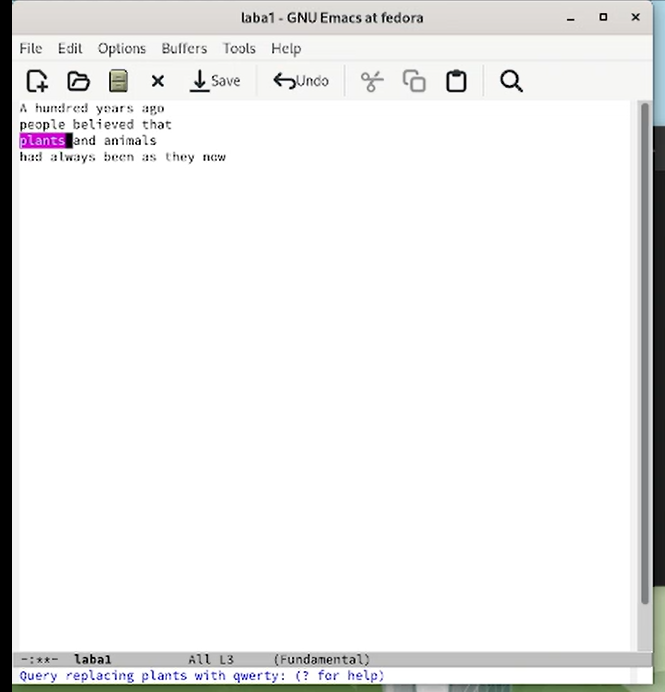 laba1 - GNU Emacs at fedora
File Edit Options Buffers Tools Help
Save Undo
A hundred years ago
people believed that
plants and animals
had always been as they now
-:**- laba1 All L3 (Fundamental)
Query replacing plants with qwerty: (? for help)